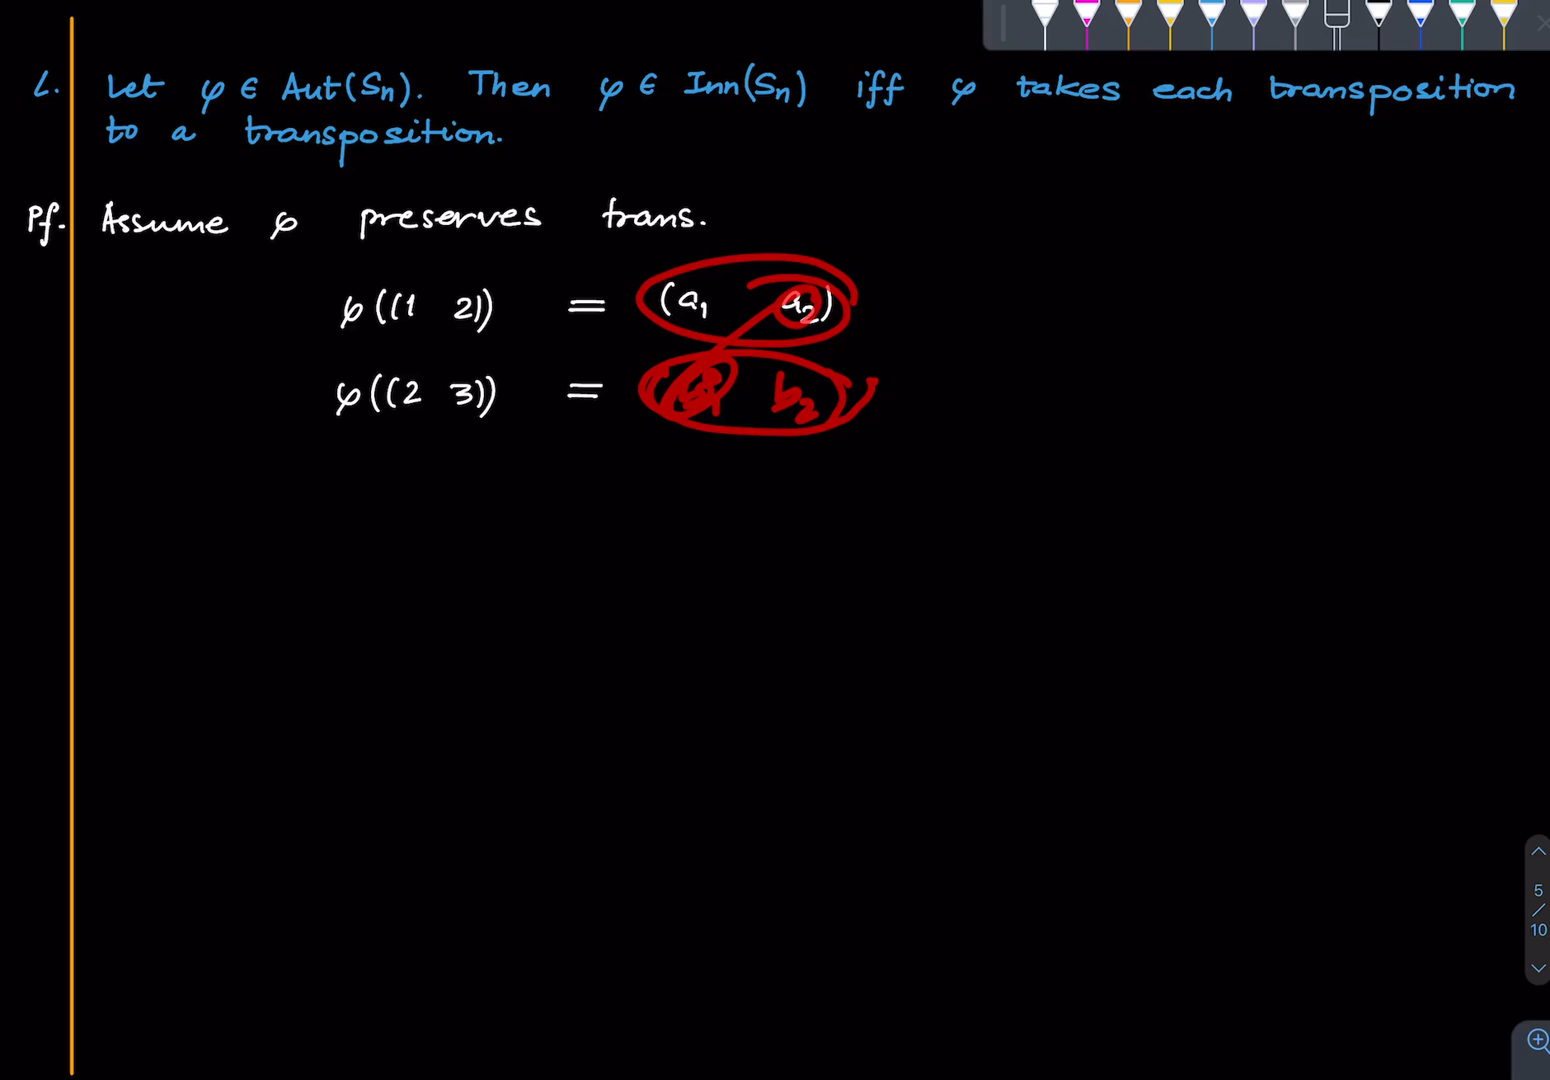 L. Let φ ∈ Aut(Sn). Then φ ∈ Inn(Sn) iff φ takes each transposition
to a transposition.
Pf. Assume φ preserves trans.
φ((1 2)) = (a₁ a₂)
φ((2 3)) = ( b₂)
5
/
10